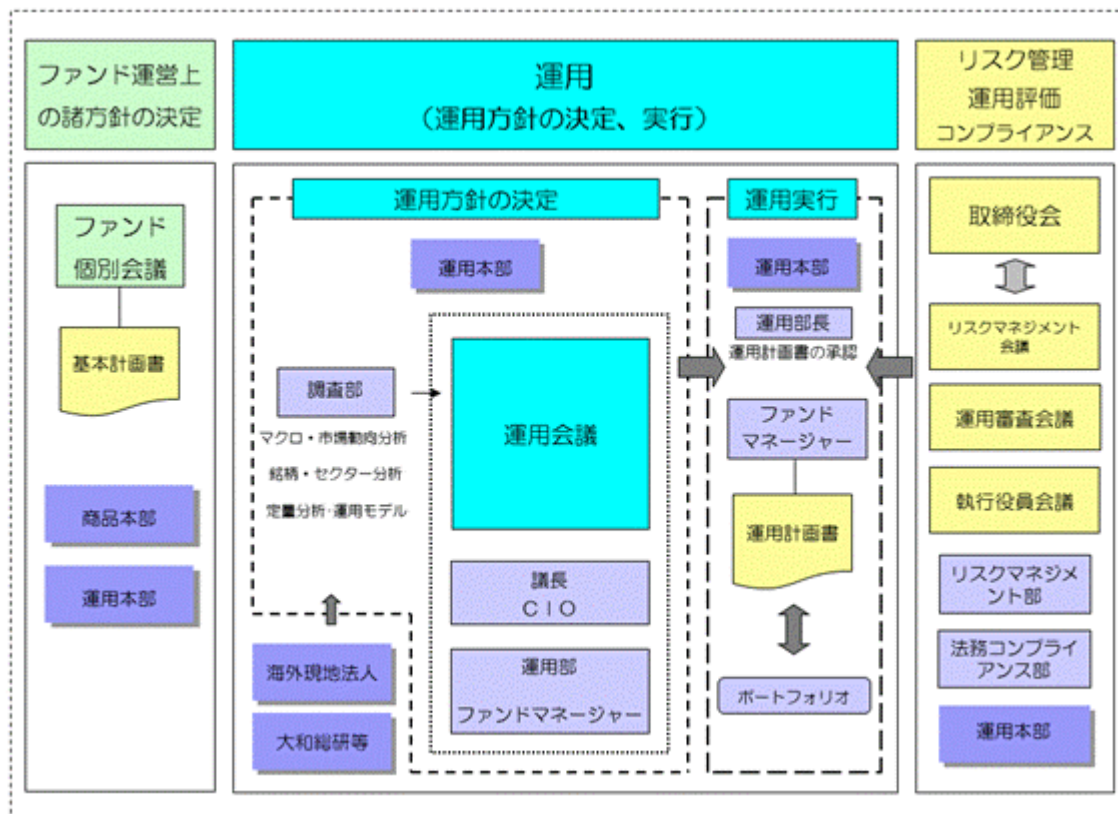 ファンド運営上
の諸方針の決定
運用
（運用方針の決定、実行）
リスク管理
運用評価
コンプライアンス
ファンド
個別会議
基本計画書
商品本部
運用本部
運用方針の決定
運用本部
調査部
マクロ・市場動向分析
銘柄・セクター分析
定量分析・運用モデル
運用会議
議長
ＣＩＯ
運用部
ファンドマネージャー
海外現地法人
大和総研等
運用実行
運用本部
運用部長
運用計画書の承認
ファンド
マネージャー
運用計画書
ポートフォリオ
取締役会
リスクマネジメント
会議
運用審査会議
執行役員会議
リスクマネジメ
ント部
法務コンプライ
アンス部
運用本部